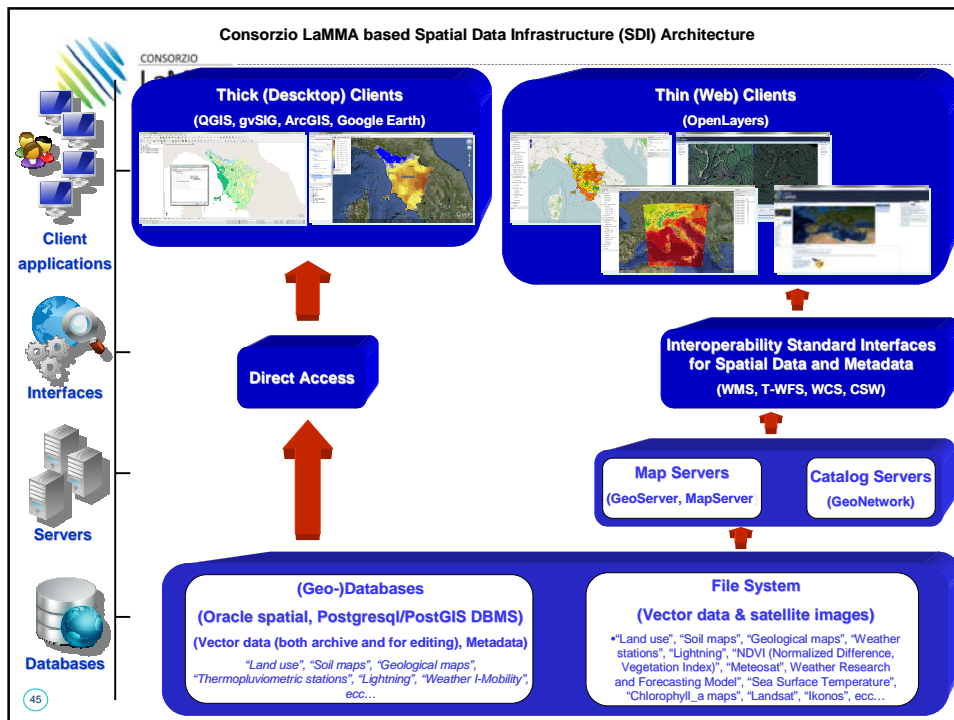 Consorzio LaMMA based Spatial Data Infrastructure (SDI) Architecture
CONSORZIO
Thick (Descktop) Clients
(QGIS, gvSIG, ArcGIS, Google Earth)
Thin (Web) Clients
(OpenLayers)
Client
applications
Interfaces
Direct Access
Interoperability Standard Interfaces
for Spatial Data and Metadata
(WMS, T-WFS, WCS, CSW)
Servers
Map Servers
(GeoServer, MapServer
Catalog Servers
(GeoNetwork)
Databases
(Geo-)Databases
(Oracle spatial, Postgresql/PostGIS DBMS)
(Vector data (both archive and for editing), Metadata)
“Land use”, “Soil maps”, “Geological maps”,
“Thermopluviometric stations”, “Lightning”, “Weather I-Mobility”,
ecc…
File System
(Vector data & satellite images)
•“Land use”, “Soil maps”, “Geological maps”, “Weather
stations”, “Lightning”, “NDVI (Normalized Difference,
Vegetation Index)”, “Meteosat”, Weather Research
and Forecasting Model”, “Sea Surface Temperature”,
“Chlorophyll_a maps”, “Landsat”, “Ikonos”, ecc…
45